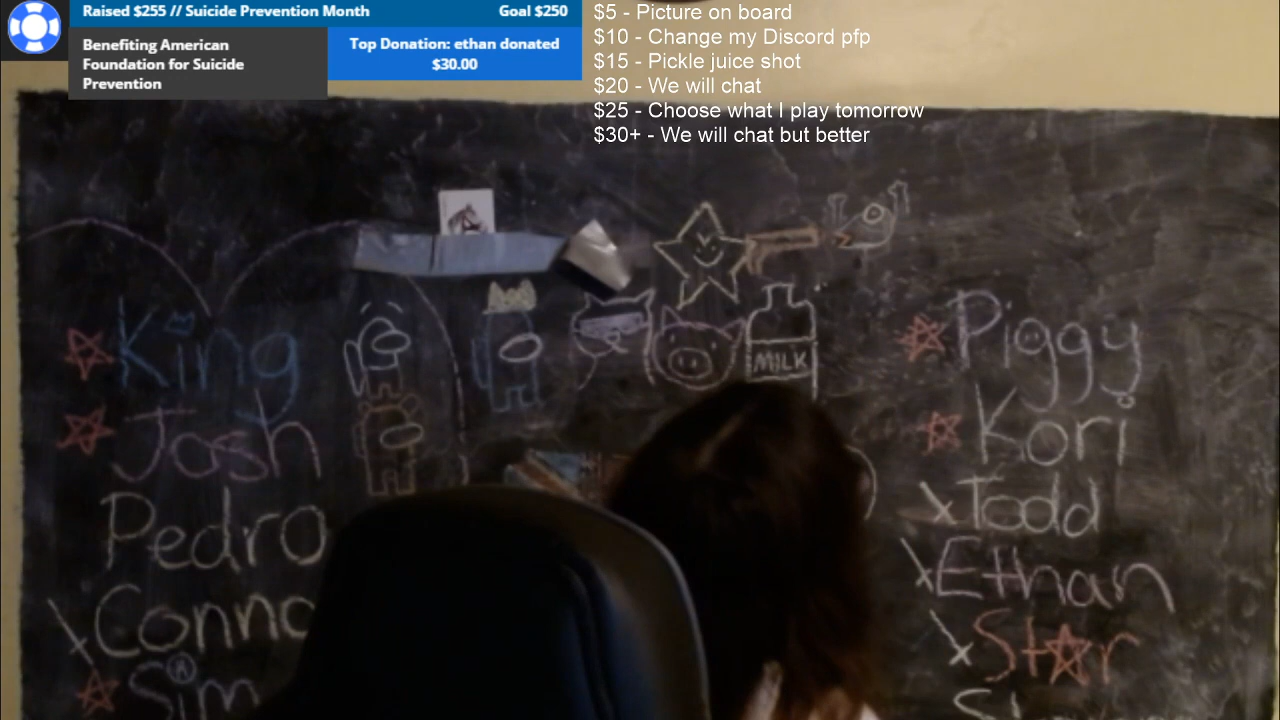 Raised $255 // Suicide Prevention Month Goal $250
Benefiting American
Foundation for Suicide
Prevention
Top Donation: ethan donated
$30.00
$5 - Picture on board
$10 - Change my Discord pfp
$15 - Pickle juice shot
$20 - We will chat
$25 - Choose what I play tomorrow
$30+ - We will chat but better
MILK
King
Josh
Pedro
Conno
Sim
Piggy
Kori
Todd
Ethan
Star